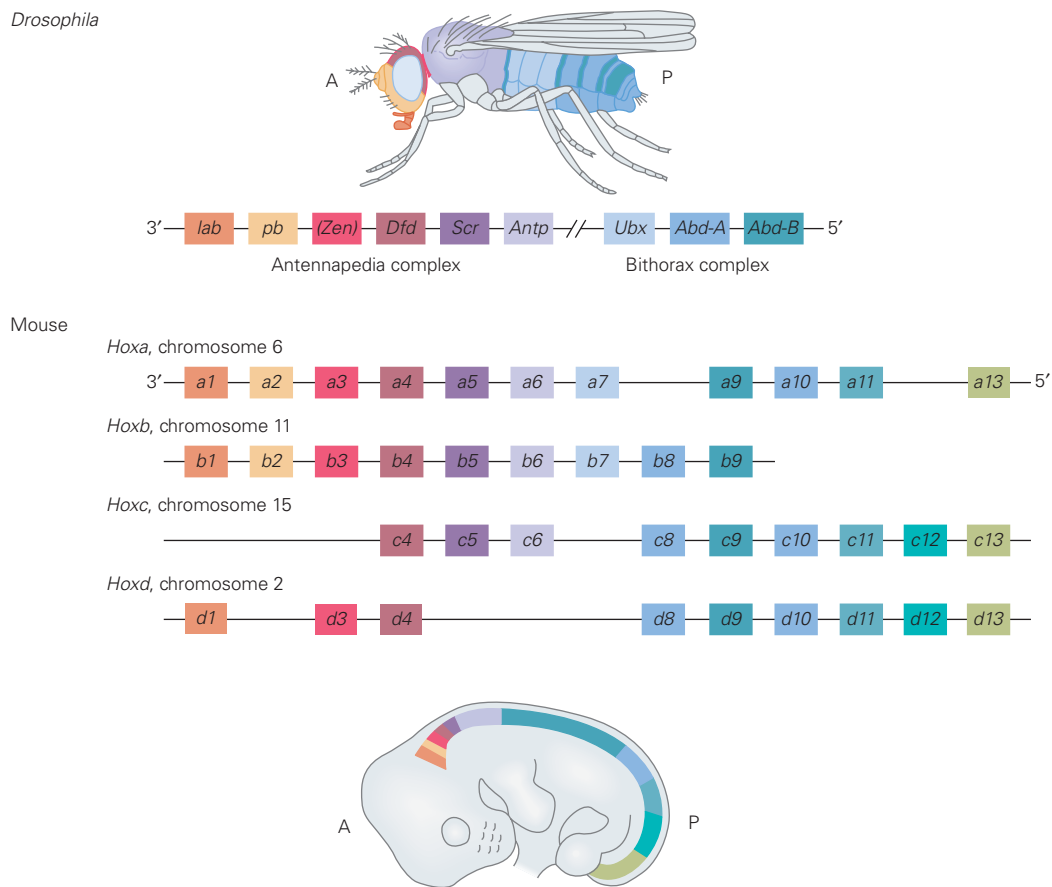 Drosophila
A
P
3′ lab pb (Zen) Dfd Scr Antp Ubx Abd-A Abd-B 5′
Antennapedia complex Bithorax complex
Mouse
Hoxa, chromosome 6
3′ a1 a2 a3 a4 a5 a6 a7 a9 a10 a11 a13 5′
Hoxb, chromosome 11
b1 b2 b3 b4 b5 b6 b7 b8 b9
Hoxc, chromosome 15
c4 c5 c6 c8 c9 c10 c11 c12 c13
Hoxd, chromosome 2
d1 d3 d4 d8 d9 d10 d11 d12 d13
A
P